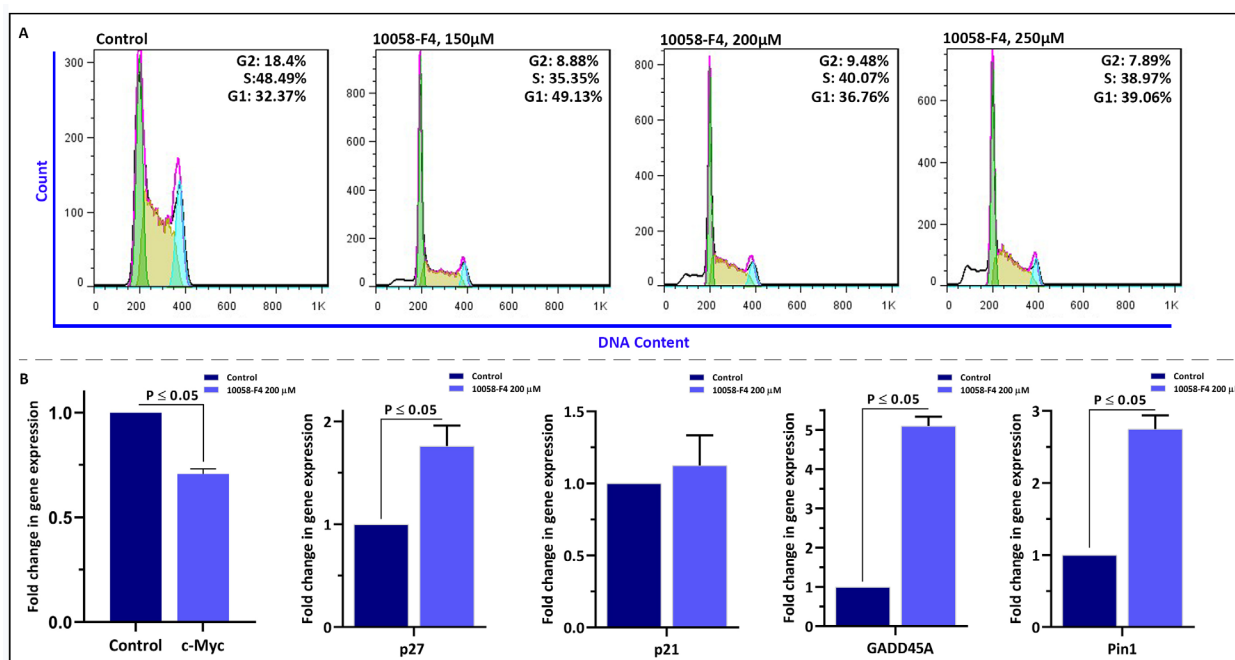 A
Control
G2: 18.4%
S:48.49%
G1: 32.37%
300
200
100
0
0 200 400 600 800 1K
10058-F4, 150µM
G2: 8.88%
S: 35.35%
G1: 49.13%
800
600
400
200
0
0 200 400 600 800 1K
10058-F4, 200µM
G2: 9.48%
S: 40.07%
G1: 36.76%
800
600
400
200
0
0 200 400 600 800 1K
10058-F4, 250µM
G2: 7.89%
S: 38.97%
G1: 39.06%
600
400
200
0
0 200 400 600 800 1K
Count
DNA Content
B
Control
10058-F4 200 µM
P ≤ 0.05
Fold change in gene expression
1.0
0.5
0.0
Control c-Myc
Control
10058-F4 200 µM
P ≤ 0.05
Fold change in gene expression
2
1
0
p27
Control
10058-F4 200 µM
Fold change in gene expression
1.5
1.0
0.5
0.0
p21
Control
10058-F4 200 µM
P ≤ 0.05
Fold change in gene expression
5
4
3
2
1
0
GADD45A
Control
10058-F4 200 µM
P ≤ 0.05
Fold change in gene expression
3
2
1
0
Pin1